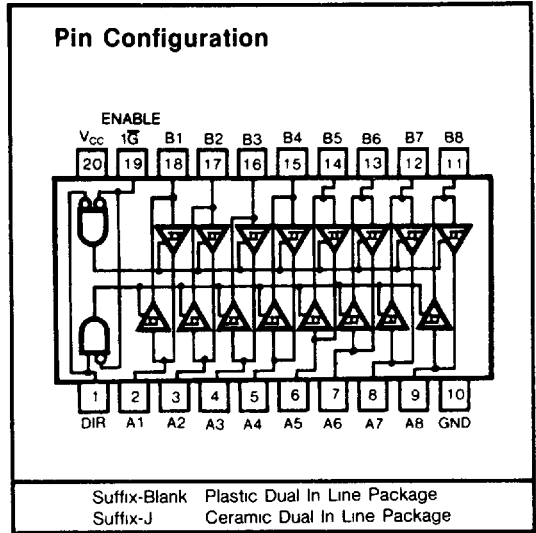 Pin Configuration
ENABLE
VCC 1G̅ B1 B2 B3 B4 B5 B6 B7 B8
20 19 18 17 16 15 14 13 12 11
1 2 3 4 5 6 7 8 9 10
DIR A1 A2 A3 A4 A5 A6 A7 A8 GND
Suffix-Blank Plastic Dual In Line Package
Suffix-J Ceramic Dual In Line Package